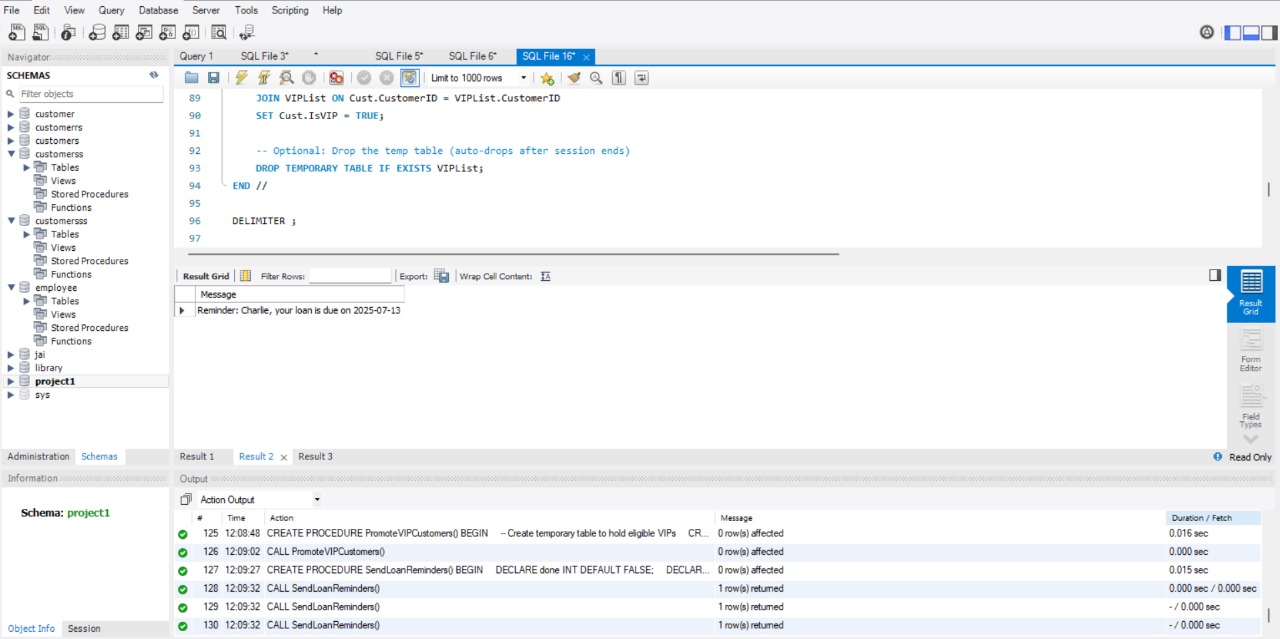 File Edit View Query Database Server Tools Scripting Help
Navigator
SCHEMAS
Filter objects
customer
customerrs
customers
customerss
Tables
Views
Stored Procedures
Functions
customersss
Tables
Views
Stored Procedures
Functions
employee
Tables
Views
Stored Procedures
Functions
jai
library
project1
sys
Administration Schemas
Information
Schema: project1
Object Info Session
Query 1 SQL File 3* * SQL File 5* SQL File 6* SQL File 16*
Limit to 1000 rows
89 JOIN VIPList ON Cust.CustomerID = VIPList.CustomerID
90 SET Cust.IsVIP = TRUE;
91
92 -- Optional: Drop the temp table (auto-drops after session ends)
93 DROP TEMPORARY TABLE IF EXISTS VIPList;
94 END //
95
96 DELIMITER ;
97
Result Grid Filter Rows: Export: Wrap Cell Content:
Message
Reminder: Charlie, your loan is due on 2025-07-13
Result Grid
Form Editor
Field Types
Result 1 Result 2 Result 3
Read Only
Output
Action Output
# Time Action Message Duration / Fetch
125 12:08:48 CREATE PROCEDURE PromoteVIPCustomers() BEGIN -- Create temporary table to hold eligible VIPs CR... 0 row(s) affected 0.016 sec
126 12:09:02 CALL PromoteVIPCustomers() 0 row(s) affected 0.000 sec
127 12:09:27 CREATE PROCEDURE SendLoanReminders() BEGIN DECLARE done INT DEFAULT FALSE; DECLAR... 0 row(s) affected 0.015 sec
128 12:09:32 CALL SendLoanReminders() 1 row(s) returned 0.000 sec / 0.000 sec
129 12:09:32 CALL SendLoanReminders() 1 row(s) returned - / 0.000 sec
130 12:09:32 CALL SendLoanReminders() 1 row(s) returned - / 0.000 sec